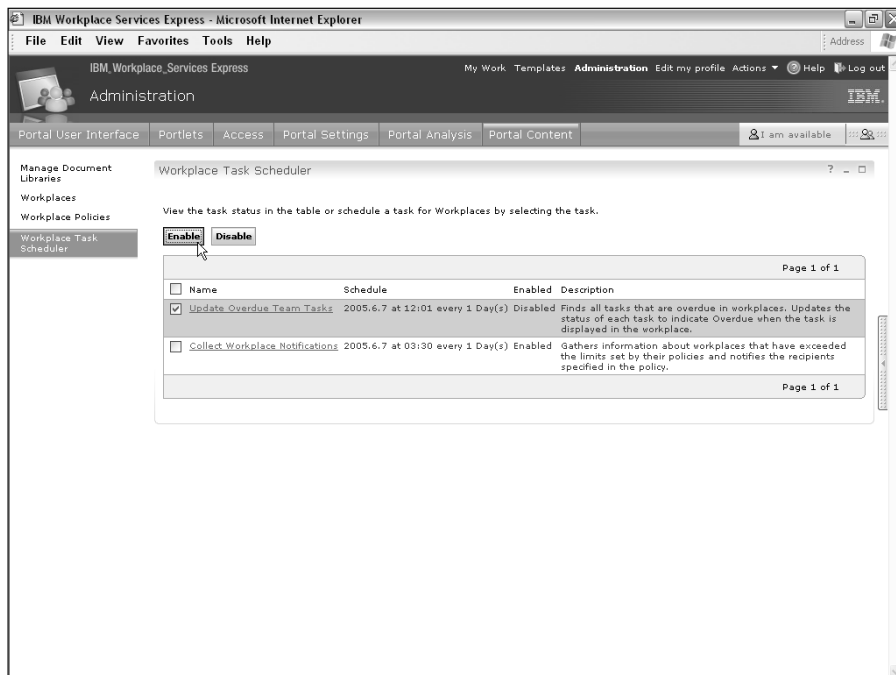 IBM Workplace Services Express - Microsoft Internet Explorer
File Edit View Favorites Tools Help
Address
IBM, Workplace_Services Express
My Work Templates Administration Edit my profile Actions ? Help Log out
Administration
IBM.
Portal User Interface Portlets Access Portal Settings Portal Analysis Portal Content
I am available
Manage Document
Libraries
Workplaces
Workplace Policies
Workplace Task
Scheduler
Workplace Task Scheduler
?
View the task status in the table or schedule a task for Workplaces by selecting the task.
Enable Disable
Page 1 of 1
Name Schedule Enabled Description
Update Overdue Team Tasks 2005.6.7 at 12:01 every 1 Day(s) Disabled Finds all tasks that are overdue in workplaces. Updates the
status of each task to indicate Overdue when the task is
displayed in the workplace.
Collect Workplace Notifications 2005.6.7 at 03:30 every 1 Day(s) Enabled Gathers information about workplaces that have exceeded
the limits set by their policies and notifies the recipients
specified in the policy.
Page 1 of 1